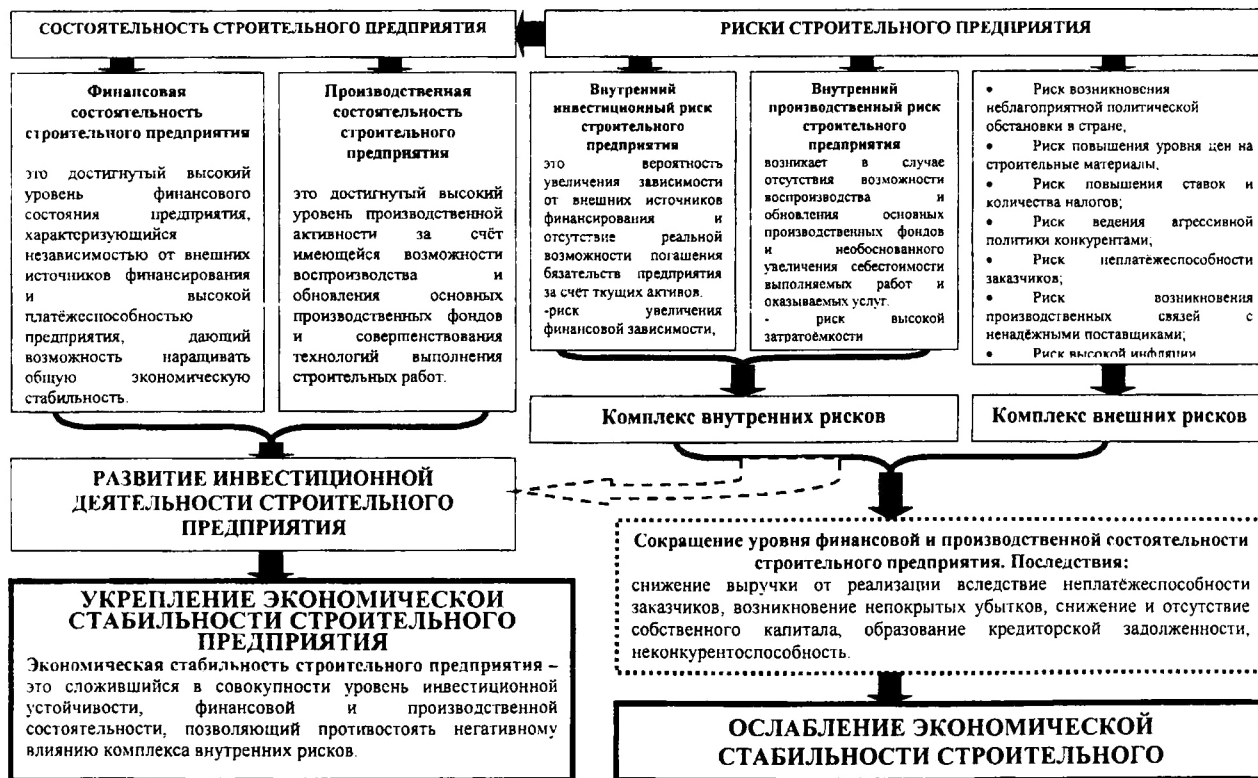 СОСТОЯТЕЛЬНОСТЬ СТРОИТЕЛЬНОГО ПРЕДПРИЯТИЯ
РИСКИ СТРОИТЕЛЬНОГО ПРЕДПРИЯТИЯ
Финансовая
состоятельность
строительного предприятия
это достигнутый высокий
уровень финансового
состояния предприятия,
характеризующийся
независимостью от внешних
источников финансирования
и высокой
платёжеспособностью
предприятия, дающий
возможность наращивать
общую экономическую
стабильность.
Производственная
состоятельность
строительного
предприятия
это достигнутый высокий
уровень производственной
активности за счёт
имеющейся возможности
воспроизводства и
обновления основных
производственных фондов
и совершенствования
технологий выполнения
строительных работ.
Внутренний
инвестиционный риск
строительного
предприятия
это вероятность
увеличения зависимости
от внешних источников
финансирования и
отсутствие реальной
возможности погашения
бязательств предприятия
за счёт ткущих активов.
-риск увеличения
финансовой зависимости,
Внутренний
производственный риск
строительного
предприятия
возникает в случае
отсутствия возможности
воспроизводства и
обновления основных
производственных фондов
и необоснованного
увеличения себестоимости
выполняемых работ и
оказываемых услуг.
- риск высокой
затратоёмкости
• Риск возникновения
неблагоприятной политической
обстановки в стране,
• Риск повышения уровня цен на
строительные материалы,
• Риск повышения ставок и
количества налогов;
• Риск ведения агрессивной
политики конкурентами;
• Риск неплатёжеспособности
заказчиков;
• Риск возникновения
производственных связей с
ненадёжными поставщиками;
• Риск высокой инфляции
Комплекс внутренних рисков
Комплекс внешних рисков
РАЗВИТИЕ ИНВЕСТИЦИОННОЙ
ДЕЯТЕЛЬНОСТИ СТРОИТЕЛЬНОГО
ПРЕДПРИЯТИЯ
Сокращение уровня финансовой и производственной состоятельности
строительного предприятия. Последствия:
снижение выручки от реализации вследствие неплатёжеспособности
заказчиков, возникновение непокрытых убытков, снижение и отсутствие
собственного капитала, образование кредиторской задолженности,
неконкурентоспособность.
УКРЕПЛЕНИЕ ЭКОНОМИЧЕСКОЙ
СТАБИЛЬНОСТИ СТРОИТЕЛЬНОГО
ПРЕДПРИЯТИЯ
Экономическая стабильность строительного предприятия –
это сложившийся в совокупности уровень инвестиционной
устойчивости, финансовой и производственной
состоятельности, позволяющий противостоять негативному
влиянию комплекса внутренних рисков.
ОСЛАБЛЕНИЕ ЭКОНОМИЧЕСКОЙ
СТАБИЛЬНОСТИ СТРОИТЕЛЬНОГО